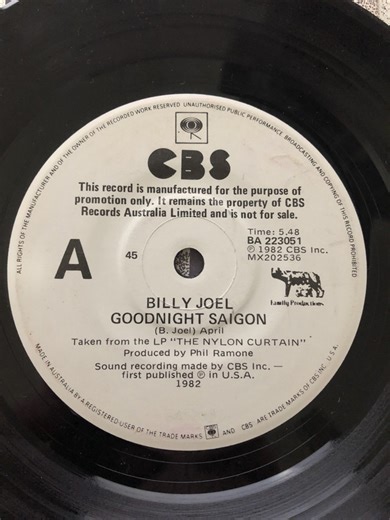 ALL RIGHTS OF THE MANUFACTURER AND OF THE OWNER OF THE RECORDED WORK RESERVED. UNAUTHORISED PUBLIC PERFORMANCE, BROADCASTING AND COPYING OF THIS RECORD PROHIBITED
CBS
This record is manufactured for the purpose of
promotion only. It remains the property of CBS
Records Australia Limited and is not for sale.
Time: 5.48
BA 223051
℗ 1982 CBS Inc.
MX202536
A
45
Family Productions
BILLY JOEL
GOODNIGHT SAIGON
(B. Joel) April
Taken from the LP "THE NYLON CURTAIN"
Produced by Phil Ramone
Sound recording made by CBS Inc. —
first published ℗ in U.S.A.
1982
MADE IN AUSTRALIA BY A REGISTERED USER OF THE TRADE MARKS AND CBS ARE TRADE MARKS OF CBS INC.